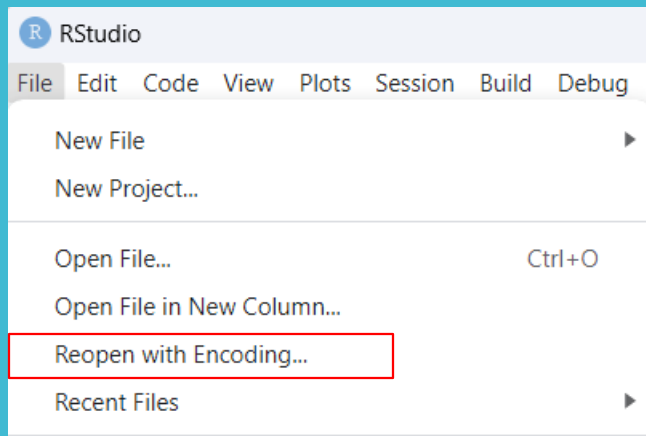 R RStudio
File Edit Code View Plots Session Build Debug
New File
New Project...
Open File... Ctrl+O
Open File in New Column...
Reopen with Encoding...
Recent Files